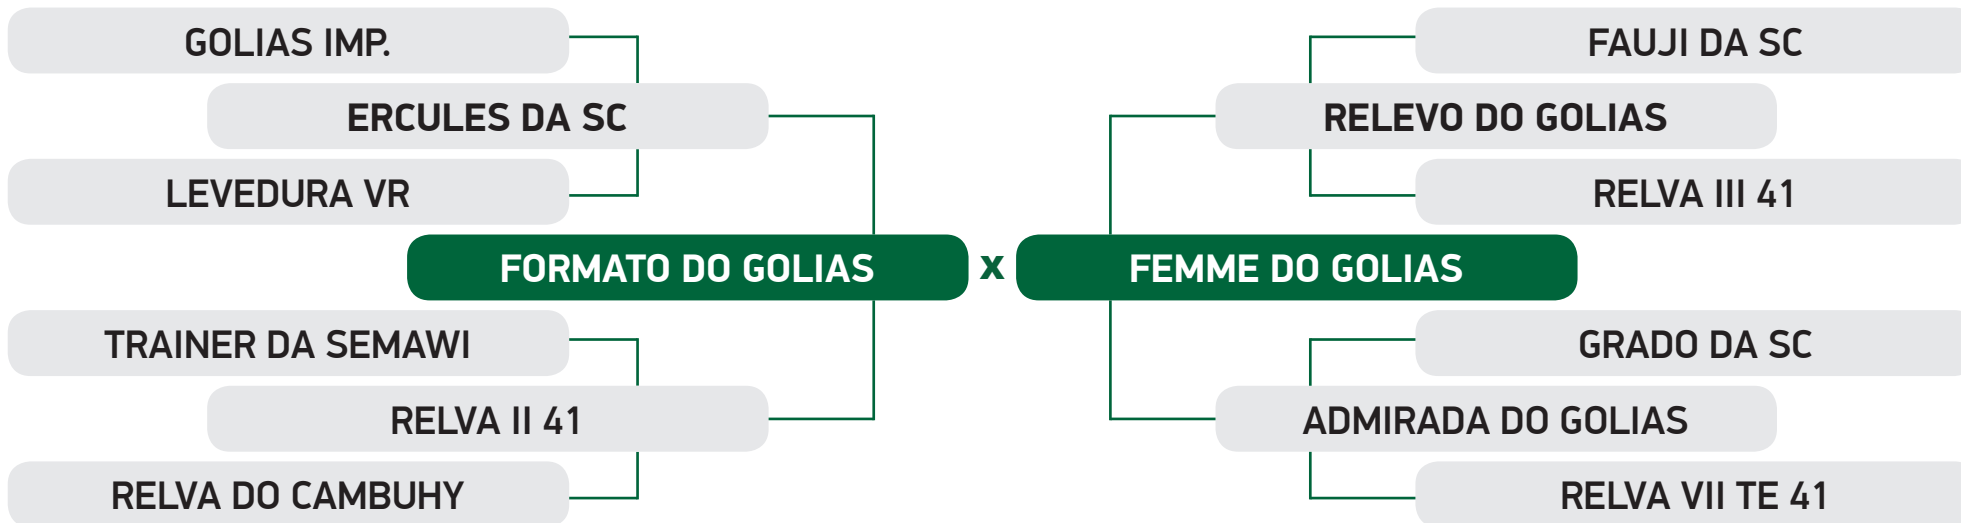 GOLIAS IMP.
FAUJI DA SC
ERCULES DA SC
RELEVO DO GOLIAS
LEVEDURA VR
RELVA III 41
FORMATO DO GOLIAS x FEMME DO GOLIAS
TRAINER DA SEMAWI
GRADO DA SC
RELVA II 41
ADMIRADA DO GOLIAS
RELVA DO CAMBUHY
RELVA VII TE 41